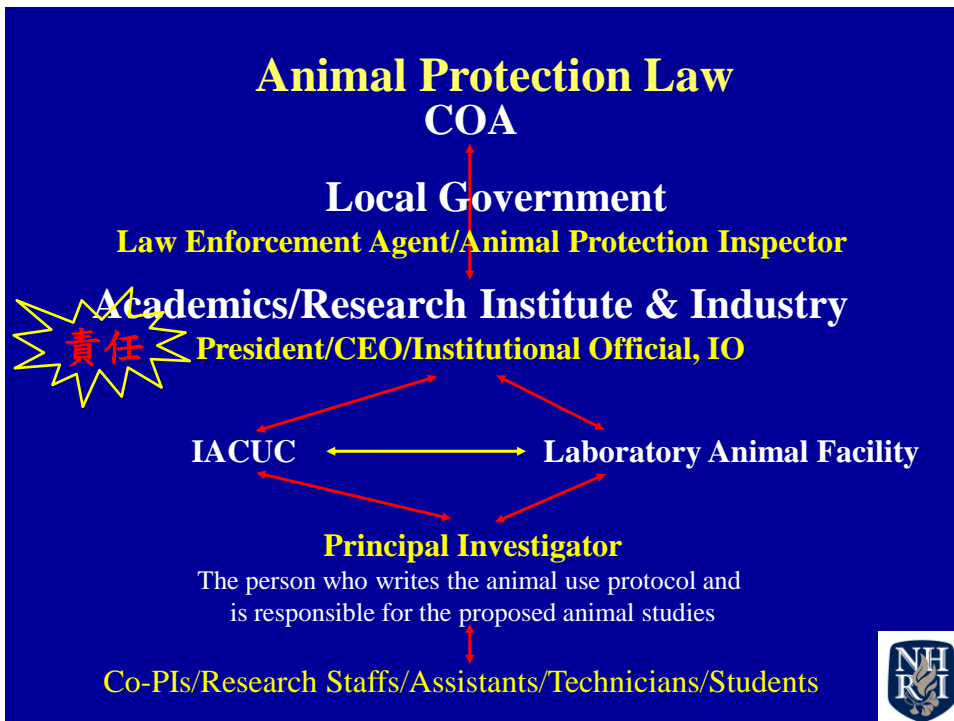 Animal Protection Law
COA
Local Government
Law Enforcement Agent/Animal Protection Inspector
Academics/Research Institute & Industry
責任
President/CEO/Institutional Official, IO
IACUC
Laboratory Animal Facility
Principal Investigator
The person who writes the animal use protocol and
is responsible for the proposed animal studies
Co-PIs/Research Staffs/Assistants/Technicians/Students
NH
RI